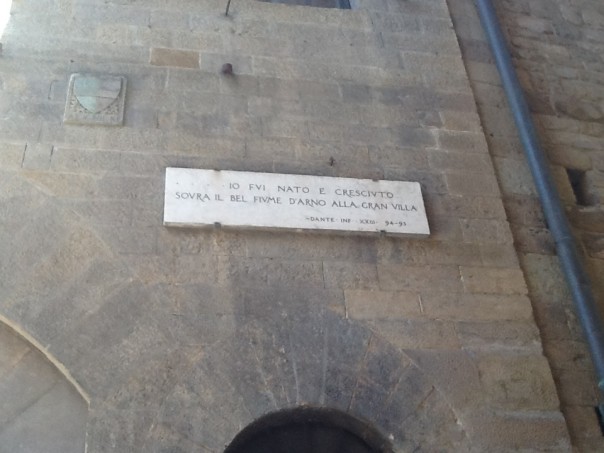 IO FVI NATO E CRESCIVTO
SOVRA IL BEL FIVME D'ARNO ALLA GRAN VILLA
DANTE INF. XXIII. 94-95